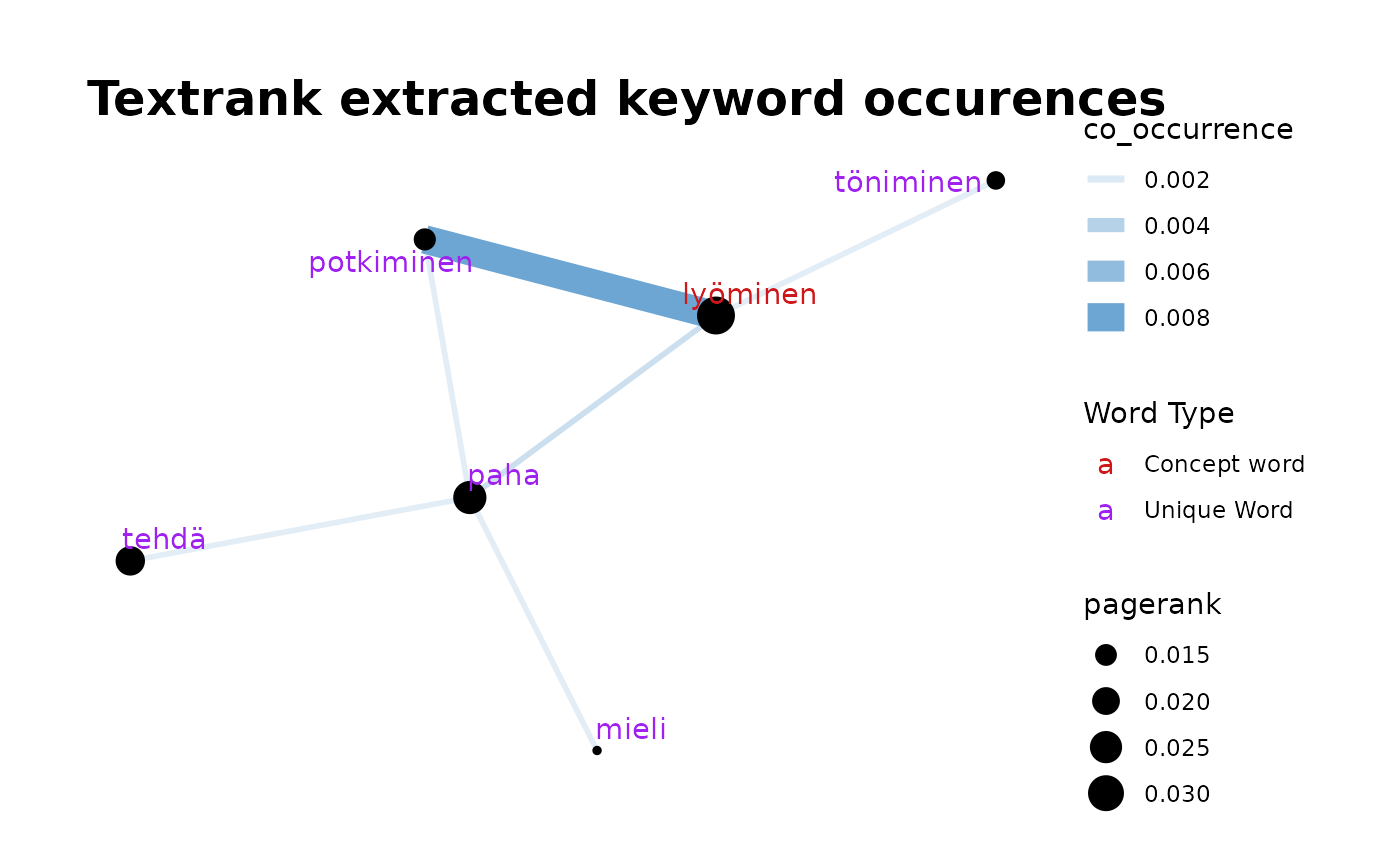 Textrank extracted keyword occurences
co_occurrence
0.002
0.004
0.006
0.008
töniminen
potkiminen
lyöminen
paha
tehdä
mieli
Word Type
a Concept word
a Unique Word
pagerank
0.015
0.020
0.025
0.030